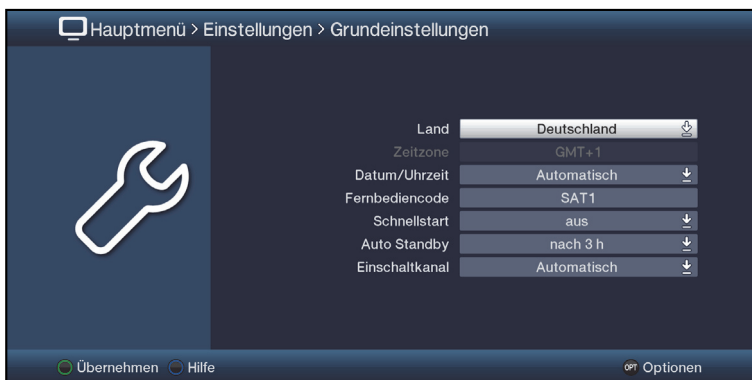 Hauptmenü > Einstellungen > Grundeinstellungen
Land Deutschland
Zeitzone GMT+1
Datum/Uhrzeit Automatisch
Fernbediencode SAT1
Schnellstart aus
Auto Standby nach 3 h
Einschaltkanal Automatisch
Übernehmen Hilfe OPT Optionen